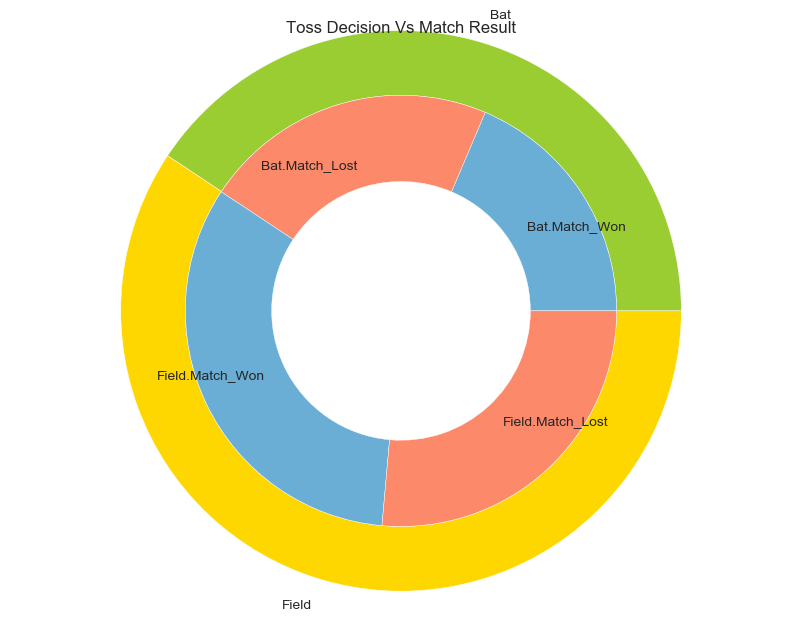 Bat
Toss Decision Vs Match Result
Bat.Match_Lost
Bat.Match_Won
Field.Match_Won
Field.Match_Lost
Field